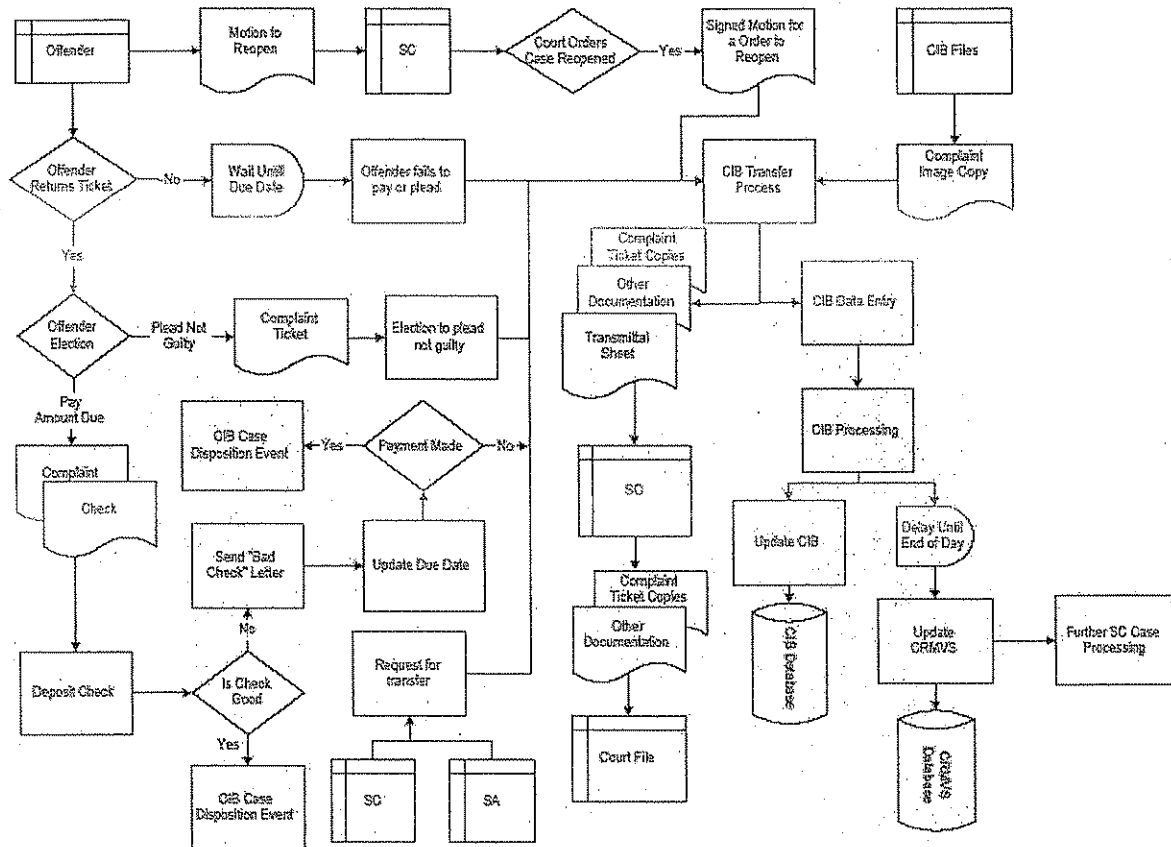 Offender
Motion to
Reopen
SC
Court Orders
Case Reopened
Yes
Signed Motion for
a Order to
Reopen
CIB Files
Offender
Returns Ticket
No
Wait Until
Due Date
Offender fails to
pay or plead
CIB Transfer
Process
Complaint
Image Copy
Yes
Complaint
Ticket Copies
Other
Documentation
Transmittal
Sheet
CIB Data Entry
Offender
Election
Plead Not
Guilty
Complaint
Ticket
Election to plead
not guilty
Pay
Amount Due
CIB Case
Disposition Event
Yes
Payment Made
No
CIB Processing
Complaint
Check
SC
Send "Bad
Check" Letter
Update Due Date
Update CIB
Delay Until
End of Day
No
Complaint
Ticket Copies
Other
Documentation
CIB Database
Update
CRMVS
Further SC Case
Processing
Deposit Check
Is Check
Good
Request for
transfer
Yes
Court File
CRMVS
Database
CIB Case
Disposition Event
SC
SA